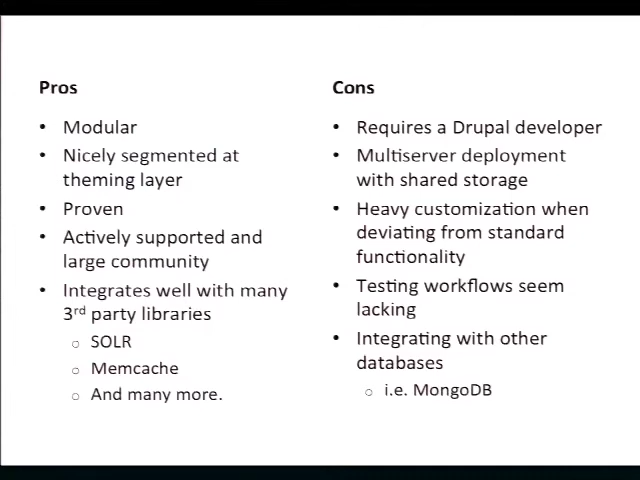 Pros
• Modular
• Nicely segmented at
theming layer
• Proven
• Actively supported and
large community
• Integrates well with many
3rd party libraries
○ SOLR
○ Memcache
○ And many more.
Cons
• Requires a Drupal developer
• Multiserver deployment
with shared storage
• Heavy customization when
deviating from standard
functionality
• Testing workflows seem
lacking
• Integrating with other
databases
○ i.e. MongoDB